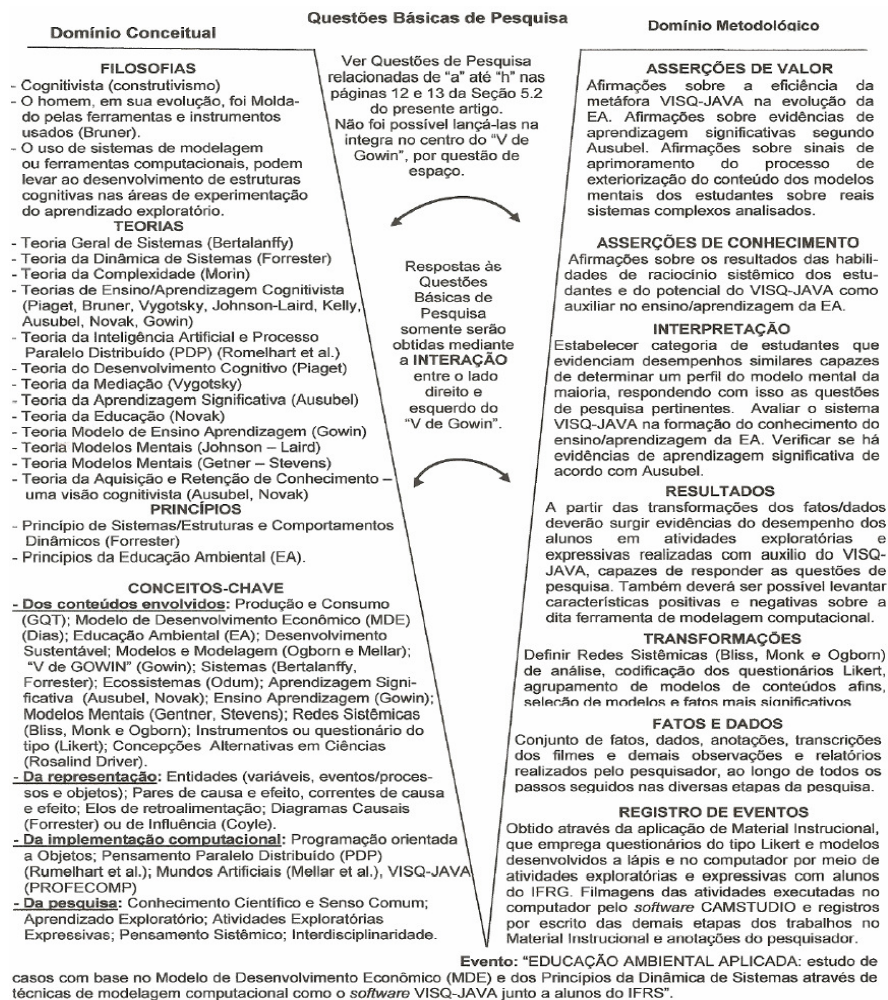 Questões Básicas de Pesquisa
Domínio Conceitual
FILOSOFIAS
- Cognitivista (construtivismo)
- O homem, em sua evolução, foi Molda-
do pelas ferramentas e instrumentos
usados (Bruner).
- O uso de sistemas de modelagem
ou ferramentas computacionais, podem
levar ao desenvolvimento de estruturas
cognitivas nas áreas de experimentação
do aprendizado exploratório.
TEORIAS
- Teoria Geral de Sistemas (Bertalanffy)
- Teoria da Dinâmica de Sistemas (Forrester)
- Teoria da Complexidade (Morin)
- Teorias de Ensino/Aprendizagem Cognitivista
(Piaget, Bruner, Vygotsky, Johnson-Laird, Kelly,
Ausubel, Novak, Gowin)
- Teoria da Inteligência Artificial e Processo
Paralelo Distribuído (PDP) (Romelhart et al.)
- Teoria do Desenvolvimento Cognitivo (Piaget)
- Teoria da Mediação (Vygotsky)
- Teoria da Aprendizagem Significativa (Ausubel)
- Teoria da Educação (Novak)
- Teoria Modelo de Ensino Aprendizagem (Gowin)
- Teoria Modelos Mentais (Johnson – Laird)
- Teoria Modelos Mentais (Getner – Stevens)
- Teoria da Aquisição e Retenção de Conhecimento –
uma visão cognitivista (Ausubel, Novak)
PRINCÍPIOS
- Princípio de Sistemas/Estruturas e Comportamentos
Dinâmicos (Forrester)
- Princípios da Educação Ambiental (EA).
CONCEITOS-CHAVE
- Dos conteúdos envolvidos: Produção e Consumo
(GQT); Modelo de Desenvolvimento Econômico (MDE)
(Dias); Educação Ambiental (EA); Desenvolvimento
Sustentável; Modelos e Modelagem (Ogborn e Mellar);
“V de GOWIN” (Gowin); Sistemas (Bertalanffy,
Forrester); Ecossistemas (Odum); Aprendizagem Signi-
ficativa (Ausubel, Novak); Ensino Aprendizagem (Gowin);
Modelos Mentais (Gentner, Stevens); Redes Sistêmicas
(Bliss, Monk e Ogborn); Instrumentos ou questionário do
tipo (Likert); Concepções Alternativas em Ciências
(Rosalind Driver).
- Da representação: Entidades (variáveis, eventos/proces-
sos e objetos); Pares de causa e efeito, correntes de causa
e efeito; Elos de retroalimentação; Diagramas Causais
(Forrester) ou de Influência (Coyle).
- Da implementação computacional: Programação orientada
a Objetos; Pensamento Paralelo Distribuído (PDP)
(Rumelhart et al.); Mundos Artificiais (Mellar et al.), VISQ-JAVA
(PROFECOMP)
- Da pesquisa: Conhecimento Científico e Senso Comum;
Aprendizado Exploratório; Atividades Exploratórias
Expressivas; Pensamento Sistêmico; Interdisciplinaridade.
Ver Questões de Pesquisa
relacionadas de “a” até “h” nas
páginas 12 e 13 da Seção 5.2
do presente artigo.
Não foi possível lançá-las na
integra no centro do “V de
Gowin”, por questão de
espaço.
Respostas às
Questões
Básicas de
Pesquisa
somente serão
obtidas mediante
a INTERAÇÃO
entre o lado
direito e
esquerdo do
“V de Gowin”.
Domínio Metodológico
ASSERÇÕES DE VALOR
Afirmações sobre a eficiência da
metáfora VISQ-JAVA na evolução da
EA. Afirmações sobre evidências de
aprendizagem significativas segundo
Ausubel. Afirmações sobre sinais de
aprimoramento do processo de
exteriorização do conteúdo dos modelos
mentais dos estudantes sobre reais
sistemas complexos analisados.
ASSERÇÕES DE CONHECIMENTO
Afirmações sobre os resultados das habili-
dades de raciocínio sistêmico dos estu-
dantes e do potencial do VISQ-JAVA como
auxiliar no ensino/aprendizagem da EA.
INTERPRETAÇÃO
Estabelecer categoria de estudantes que
evidenciam desempenhos similares capazes
de determinar um perfil do modelo mental da
maioria, respondendo com isso as questões
de pesquisa pertinentes. Avaliar o sistema
VISQ-JAVA na formação do conhecimento do
ensino/aprendizagem da EA. Verificar se há
evidências de aprendizagem significativa de
acordo com Ausubel.
RESULTADOS
A partir das transformações dos fatos/dados
deverão surgir evidências do desempenho dos
alunos em atividades exploratórias e
expressivas realizadas com auxilio do VISQ-
JAVA, capazes de responder as questões de
pesquisa. Também deverá ser possível levantar
características positivas e negativas sobre a
dita ferramenta de modelagem computacional.
TRANSFORMAÇÕES
Definir Redes Sistêmicas (Bliss, Monk e Ogborn)
de análise, codificação dos questionários Likert,
agrupamento de modelos de conteúdos afins,
seleção de modelos e fatos mais significativos
FATOS E DADOS
Conjunto de fatos, dados, anotações, transcrições
dos filmes e demais observações e relatórios
realizados pelo pesquisador, ao longo de todos os
passos seguidos nas diversas etapas da pesquisa.
REGISTRO DE EVENTOS
Obtido através da aplicação de Material Instrucional,
que emprega questionários do tipo Likert e modelos
desenvolvidos a lápis e no computador por meio de
atividades exploratórias e expressivas com alunos
do IFRG. Filmagens das atividades executadas no
computador pelo software CAMSTUDIO e registros
por escrito das demais etapas dos trabalhos no
Material Instrucional e anotações do pesquisador.
Evento: “EDUCAÇÃO AMBIENTAL APLICADA: estudo de
casos com base no Modelo de Desenvolvimento Econômico (MDE) e dos Princípios da Dinâmica de Sistemas através de
técnicas de modelagem computacional como o software VISQ-JAVA junto a alunos do IFRS”.